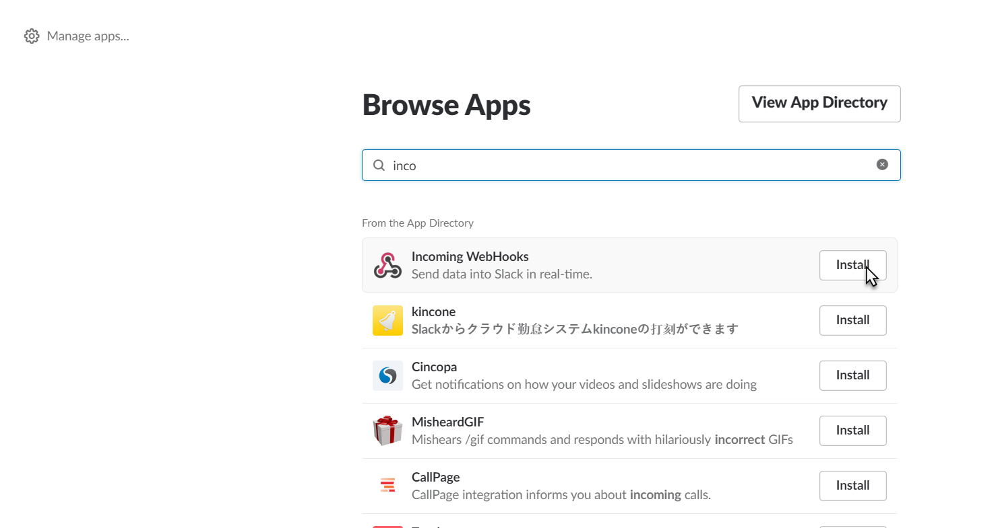 Manage apps...
Browse Apps
View App Directory
inco
From the App Directory
Incoming WebHooks
Send data into Slack in real-time.
Install
kincone
Slackからクラウド勤怠システムkinconeの打刻ができます
Install
Cincopa
Get notifications on how your videos and slideshows are doing
Install
MisheardGIF
Mishears /gif commands and responds with hilariously incorrect GIFs
Install
CallPage
CallPage integration informs you about incoming calls.
Install